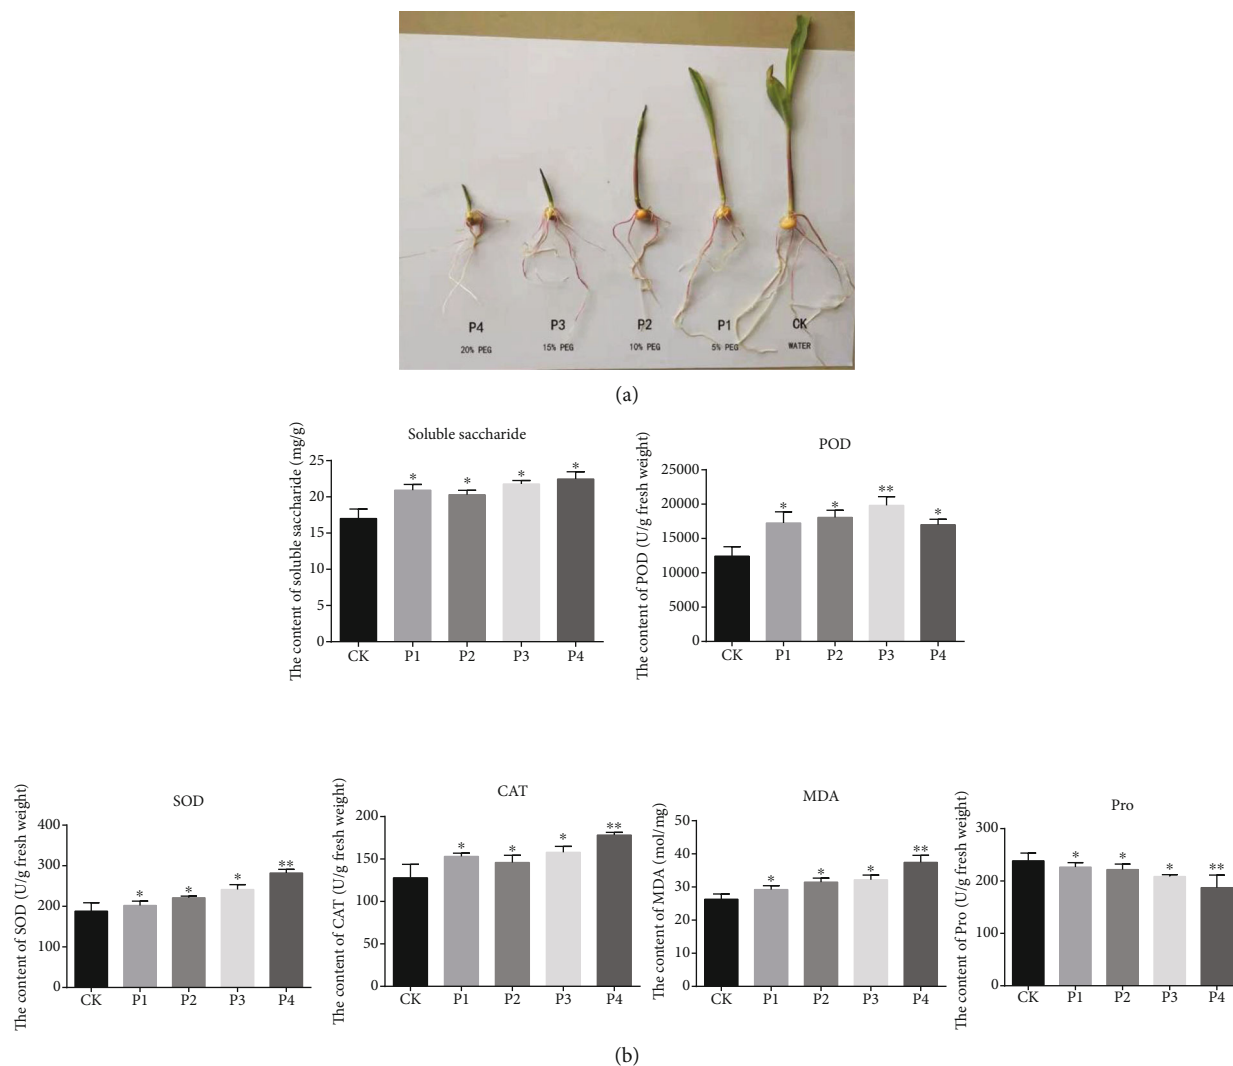 P4 P3 P2 P1 CK
20% PEG 15% PEG 10% PEG 5% PEG WATER
(a)
Soluble saccharide
The content of soluble saccharide (mg/g)
25
20
15
10
5
0
* * * *
CK P1 P2 P3 P4
POD
The content of POD (U/g fresh weight)
25000
20000
15000
10000
5000
0
* * ** *
CK P1 P2 P3 P4
SOD
The content of SOD (U/g fresh weight)
400
300
200
100
0
* * * **
CK P1 P2 P3 P4
CAT
The content of CAT (U/g fresh weight)
200
150
100
50
0
* * * **
CK P1 P2 P3 P4
MDA
The content of MDA (mol/mg)
50
40
30
20
10
0
* * * **
CK P1 P2 P3 P4
Pro
The content of Pro (U/g fresh weight)
300
200
100
0
* * * **
CK P1 P2 P3 P4
(b)